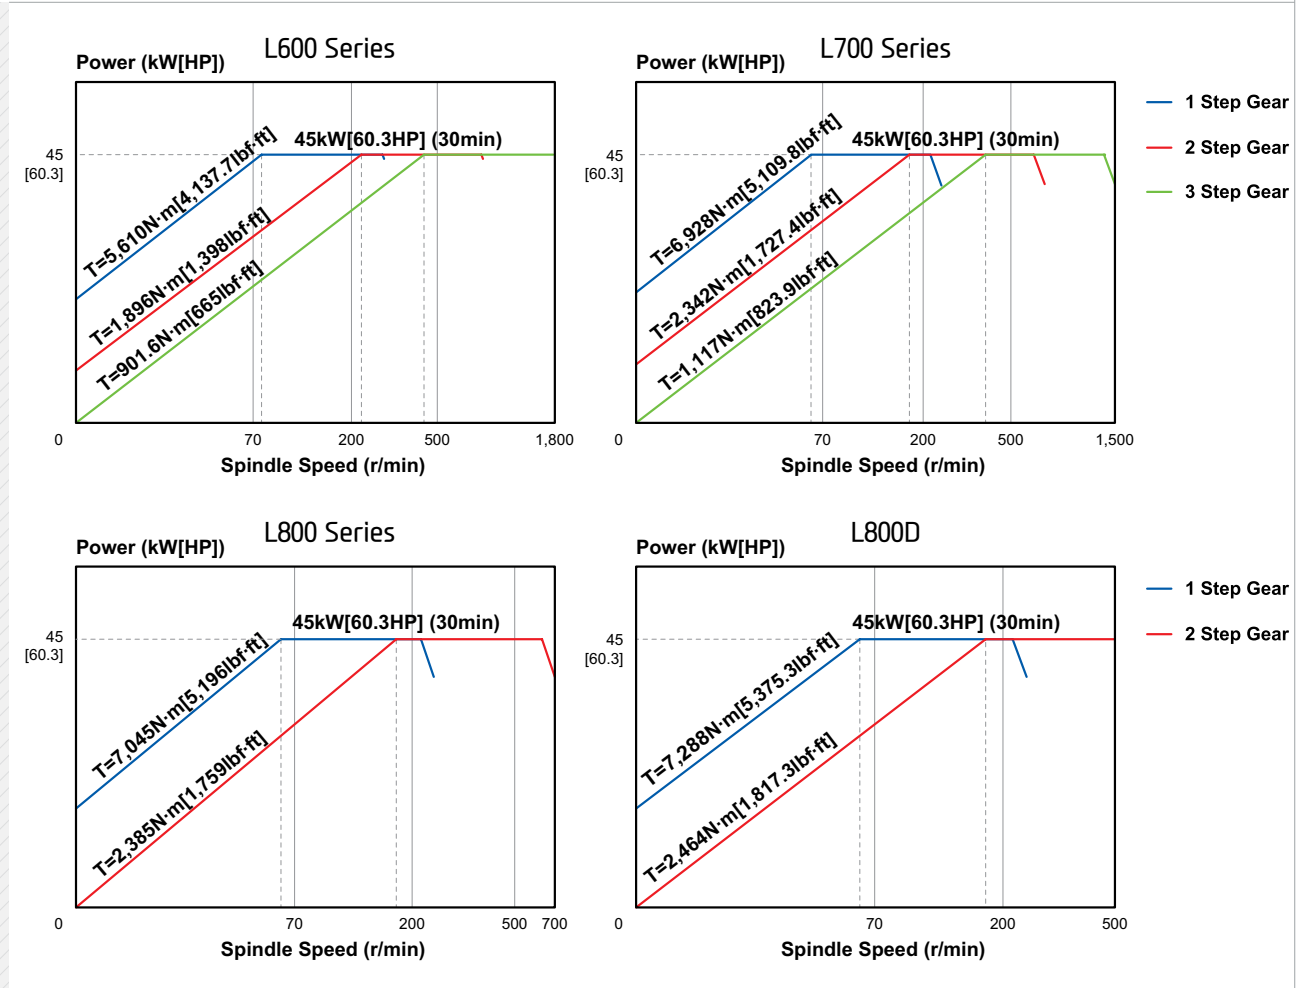 L600 Series
Power (kW[HP])
45kW[60.3HP] (30min)
45
[60.3]
T=5,610N·m[4,137.7lbf·ft]
T=1,896N·m[1,398lbf·ft]
T=901.6N·m[665lbf·ft]
0 70 200 500 1,800
Spindle Speed (r/min)
L700 Series
Power (kW[HP])
45kW[60.3HP] (30min)
45
[60.3]
T=6,928N·m[5,109.8lbf·ft]
T=2,342N·m[1,727.4lbf·ft]
T=1,117N·m[823.9lbf·ft]
0 70 200 500 1,500
Spindle Speed (r/min)
1 Step Gear
2 Step Gear
3 Step Gear
L800 Series
Power (kW[HP])
45kW[60.3HP] (30min)
45
[60.3]
T=7,045N·m[5,196lbf·ft]
T=2,385N·m[1,759lbf·ft]
0 70 200 500 700
Spindle Speed (r/min)
L800D
Power (kW[HP])
45kW[60.3HP] (30min)
45
[60.3]
T=7,288N·m[5,375.3lbf·ft]
T=2,464N·m[1,817.3lbf·ft]
0 70 200 500
Spindle Speed (r/min)
1 Step Gear
2 Step Gear